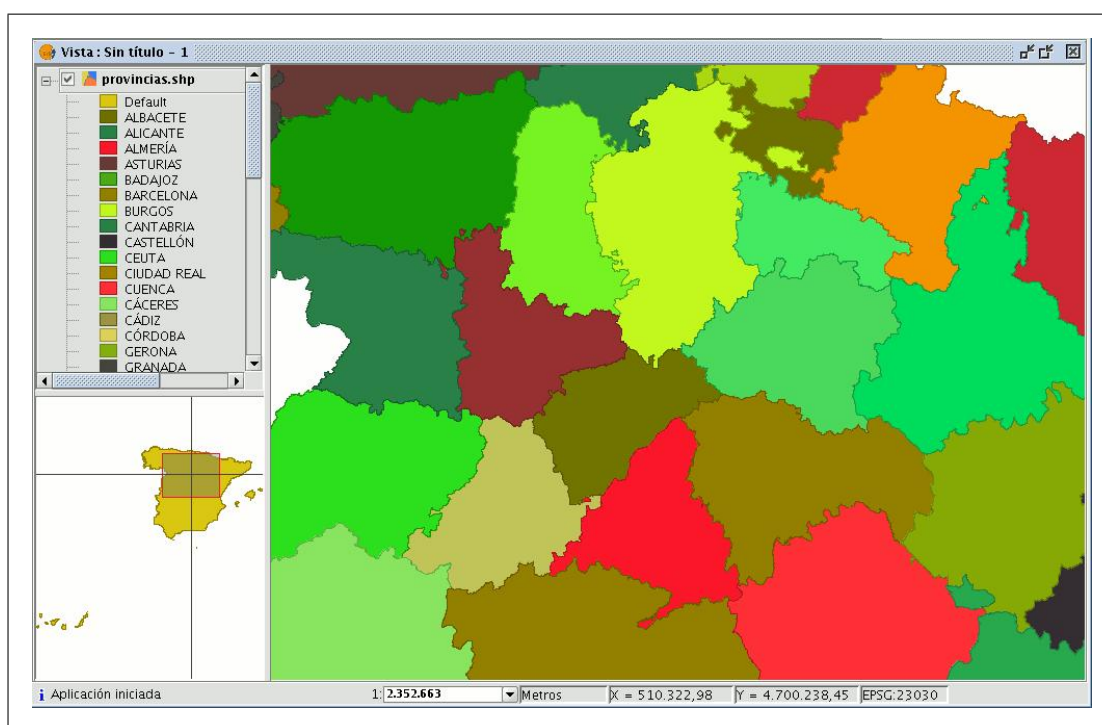 Vista : Sin título - 1
provincias.shp
Default
ALBACETE
ALICANTE
ALMERÍA
ASTURIAS
BADAJOZ
BARCELONA
BURGOS
CANTABRIA
CASTELLÓN
CEUTA
CIUDAD REAL
CUENCA
CÁCERES
CÁDIZ
CÓRDOBA
GERONA
GRANADA
Aplicación iniciada
1: 2.352.663
Metros
X = 510.322,98
Y = 4.700.238,45
EPSG:23030